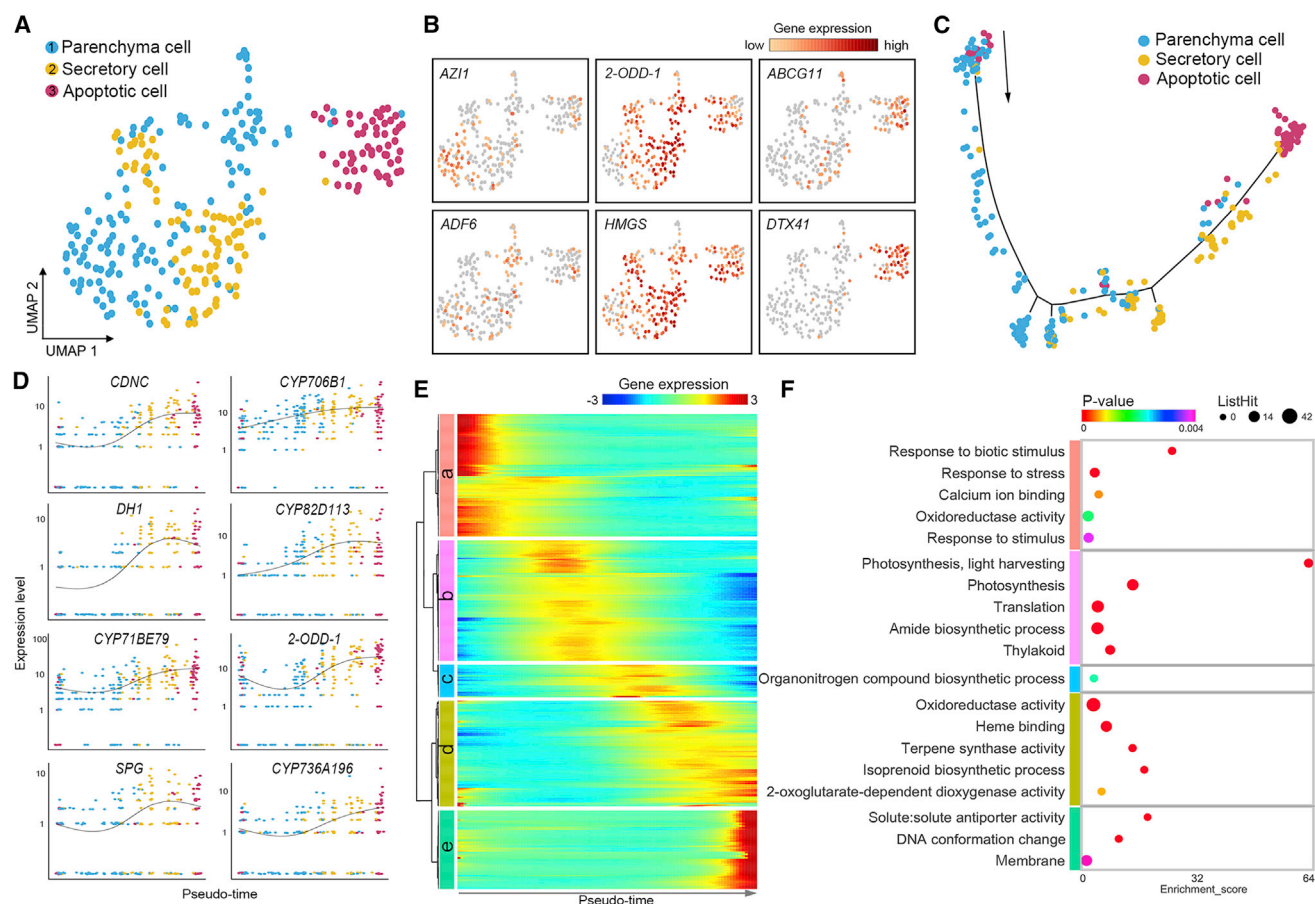 A
1 Parenchyma cell
2 Secretory cell
3 Apoptotic cell
UMAP 2
UMAP 1
B
Gene expression
low high
AZI1
2-ODD-1
ABCG11
ADF6
HMGS
DTX41
C
Parenchyma cell
Secretory cell
Apoptotic cell
D
Expression level
CDNC
10
1
CYP706B1
10
1
DH1
10
1
CYP82D113
10
1
CYP71BE79
100
10
1
2-ODD-1
10
1
SPG
10
1
CYP736A196
10
1
Pseudo-time
E
Gene expression
-3 3
a
b
c
d
e
Pseudo-time
F
P-value
0 0.004
ListHit
0 14 42
Response to biotic stimulus
Response to stress
Calcium ion binding
Oxidoreductase activity
Response to stimulus
Photosynthesis, light harvesting
Photosynthesis
Translation
Amide biosynthetic process
Thylakoid
Organonitrogen compound biosynthetic process
Oxidoreductase activity
Heme binding
Terpene synthase activity
Isoprenoid biosynthetic process
2-oxoglutarate-dependent dioxygenase activity
Solute:solute antiporter activity
DNA conformation change
Membrane
0 32 64
Enrichment_score